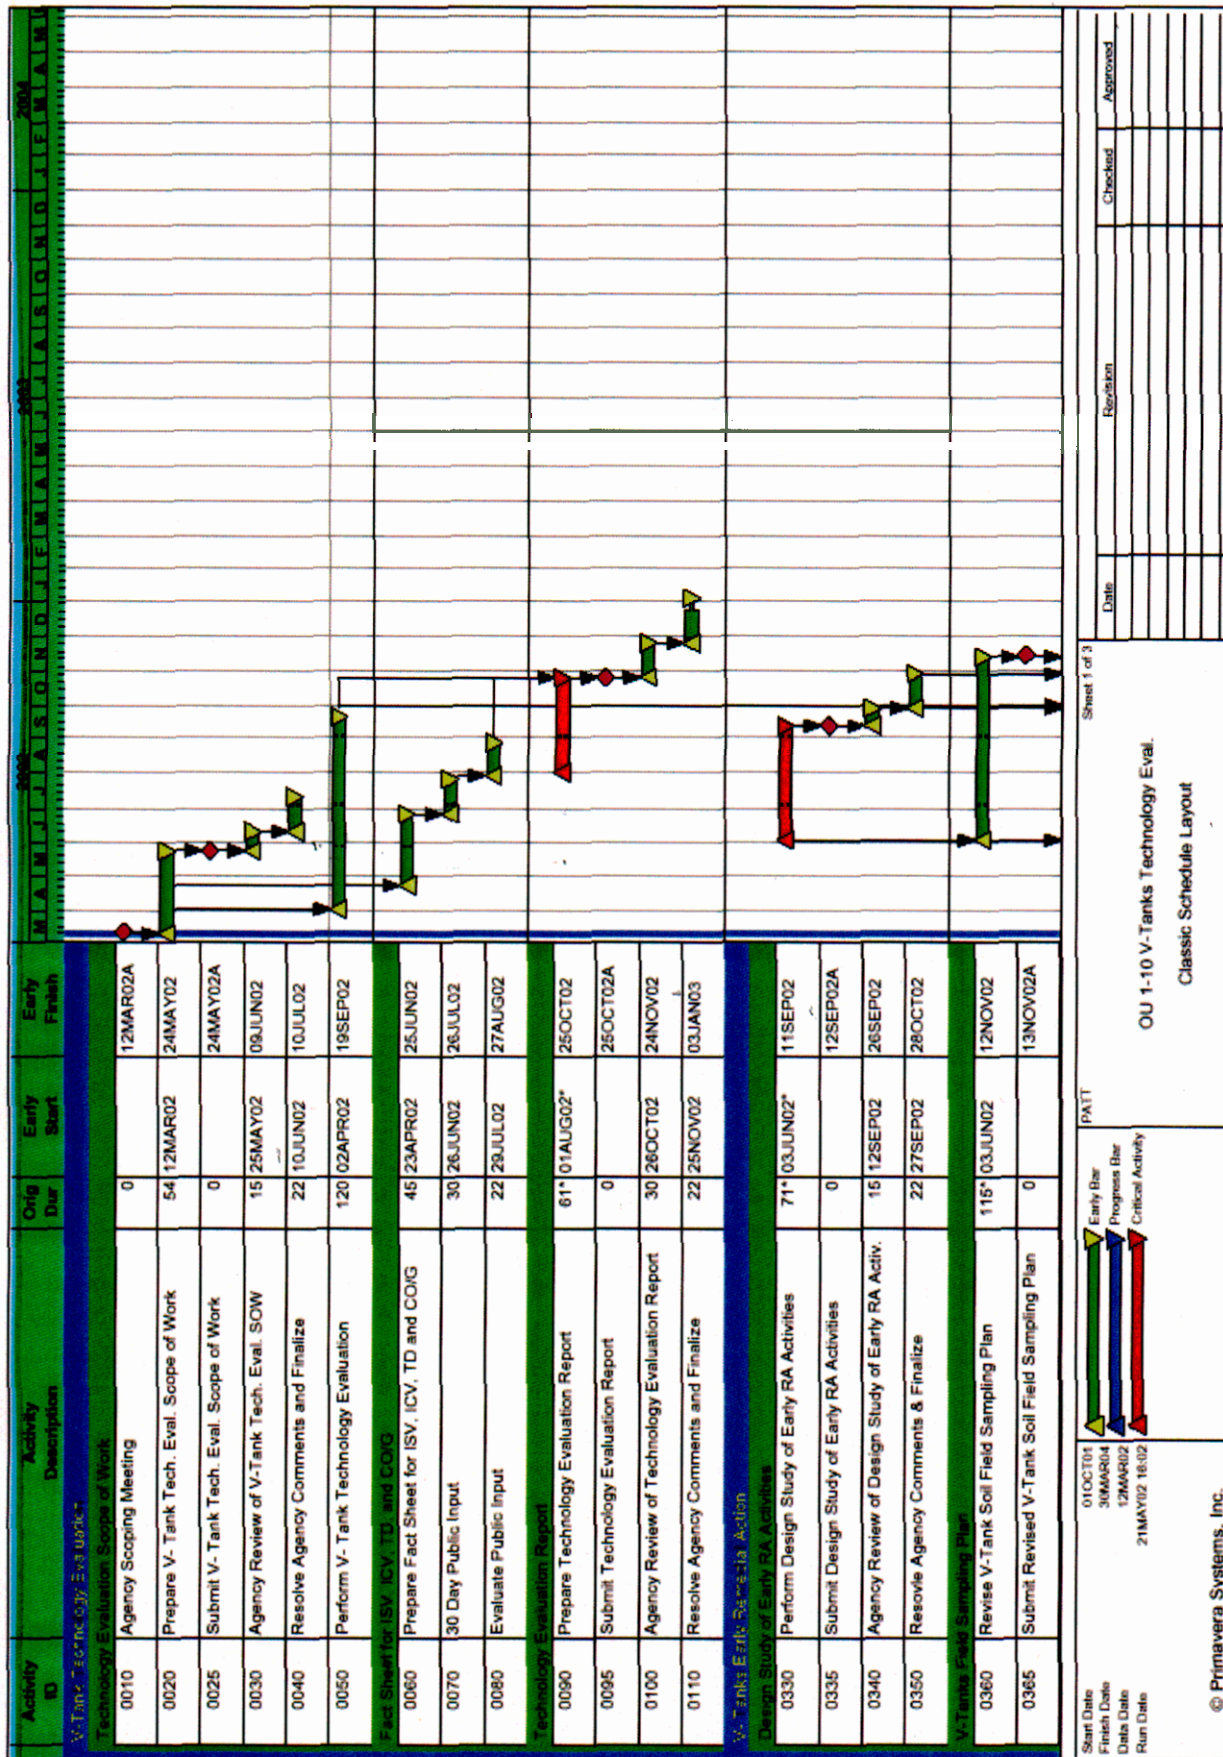 Activity ID Activity Description Orig Dur Early Start Early Finish 2002 2003 2004
M A M J J A S O N D J F M A M J J A S O N D J F M A M
V-Tank Technology Evaluation
Technology Evaluation Scope of Work
0010 Agency Scoping Meeting 0 12MAR02A
0020 Prepare V- Tank Tech. Eval. Scope of Work 54 12MAR02 24MAY02
0025 Submit V- Tank Tech. Eval. Scope of Work 0 24MAY02A
0030 Agency Review of V-Tank Tech. Eval. SOW 15 25MAY02 09JUN02
0040 Resolve Agency Comments and Finalize 22 10JUN02 10JUL02
0050 Perform V- Tank Technology Evaluation 120 02APR02 19SEP02
Fact Sheet for ISV, ICV, TD and CO/G
0060 Prepare Fact Sheet for ISV, ICV, TD and CO/G 45 23APR02 25JUN02
0070 30 Day Public Input 30 26JUN02 26JUL02
0080 Evaluate Public Input 22 29JUL02 27AUG02
Technology Evaluation Report
0090 Prepare Technology Evaluation Report 61* 01AUG02* 25OCT02
0095 Submit Technology Evaluation Report 0 25OCT02A
0100 Agency Review of Technology Evaluation Report 30 26OCT02 24NOV02
0110 Resolve Agency Comments and Finalize 22 25NOV02 03JAN03
V-Tanks Early Remedial Action
Design Study of Early RA Activities
0330 Perform Design Study of Early RA Activities 71* 03JUN02* 11SEP02
0335 Submit Design Study of Early RA Activities 0 12SEP02A
0340 Agency Review of Design Study of Early RA Activ. 15 12SEP02 26SEP02
0350 Resovle Agency Comments & Finalize 22 27SEP02 28OCT02
V-Tanks Field Sampling Plan
0360 Revise V-Tank Soil Field Sampling Plan 115* 03JUN02 12NOV02
0365 Submit Revised V-Tank Soil Field Sampling Plan 0 13NOV02A
Start Date 01OCT01
Finish Date 30MAR04
Data Date 12MAR02
Run Date 21MAY02 16:02
© Primavera Systems, Inc.
Early Bar
Progress Bar
Critical Activity
PATT
Sheet 1 of 3
OU 1-10 V-Tanks Technology Eval.
Classic Schedule Layout
Date Revision Checked Approved